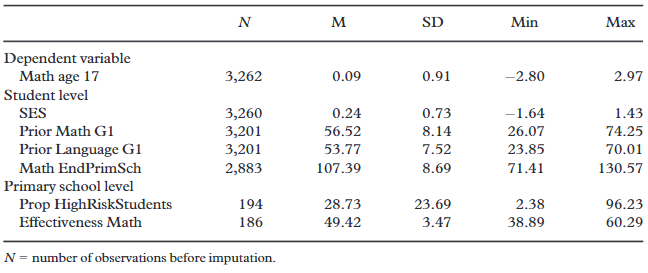 N M SD Min Max
Dependent variable
Math age 17 3,262 0.09 0.91 −2.80 2.97
Student level
SES 3,260 0.24 0.73 −1.64 1.43
Prior Math G1 3,201 56.52 8.14 26.07 74.25
Prior Language G1 3,201 53.77 7.52 23.85 70.01
Math EndPrimSch 2,883 107.39 8.69 71.41 130.57
Primary school level
Prop HighRiskStudents 194 28.73 23.69 2.38 96.23
Effectiveness Math 186 49.42 3.47 38.89 60.29
N = number of observations before imputation.